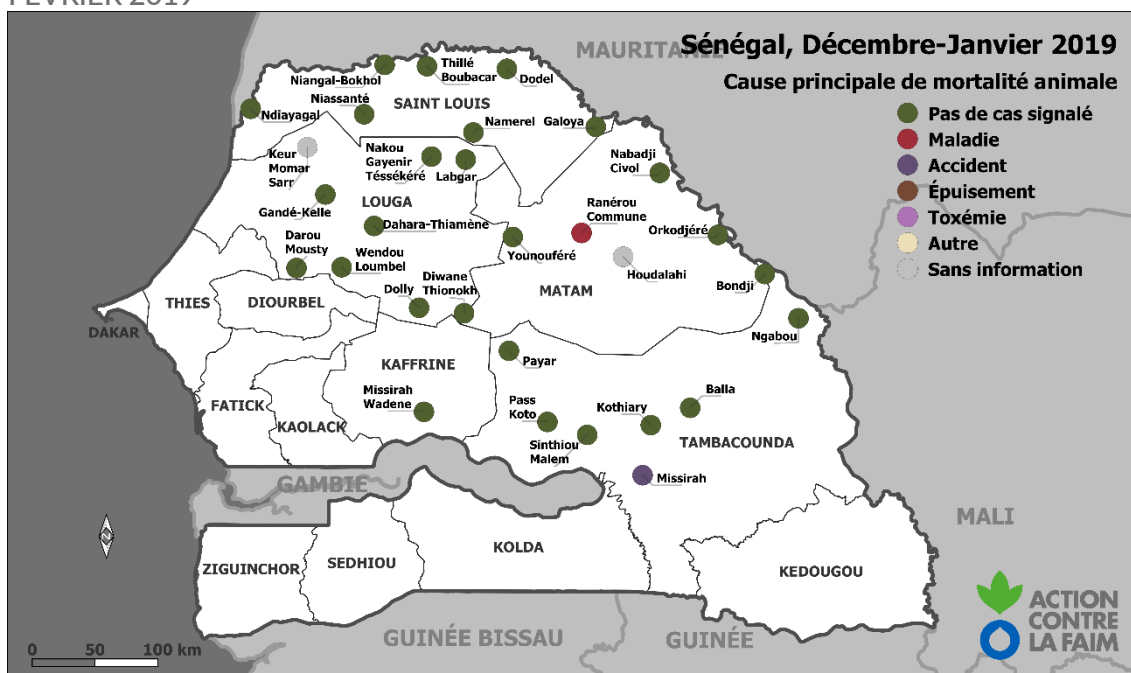 FÉVRIER 2019
MAURITANIE
Sénégal, Décembre-Janvier 2019
Cause principale de mortalité animale
Pas de cas signalé
Maladie
Accident
Épuisement
Toxémie
Autre
Sans information
Niangal-Bokhol
Thillé
Boubacar
Dodel
Niassanté
SAINT LOUIS
Ndiayagal
Namerel
Galoya
Keur
Momar
Sarr
Nakou
Gayenir
Téssékéré
Labgar
Nabadji
Civol
Gandé-Kelle
LOUGA
Ranérou
Commune
Dahara-Thiamène
Orkodjéré
Darou
Mousty
Wendou
Loumbel
Younouféré
Houdalahi
Diwane
Thionokh
Dolly
MATAM
Bondji
THIES
DIOURBEL
DAKAR
Ngabou
KAFFRINE
Payar
Missirah
Wadene
FATICK
KAOLACK
Pass
Koto
Kothiary
Balla
Sinthiou
Malem
TAMBACOUNDA
Missirah
GAMBIE
MALI
N
ZIGUINCHOR
SEDHIOU
KOLDA
KEDOUGOU
GUINÉE BISSAU
GUINÉE
ACTION
CONTRE
LA FAIM
0 50 100 km